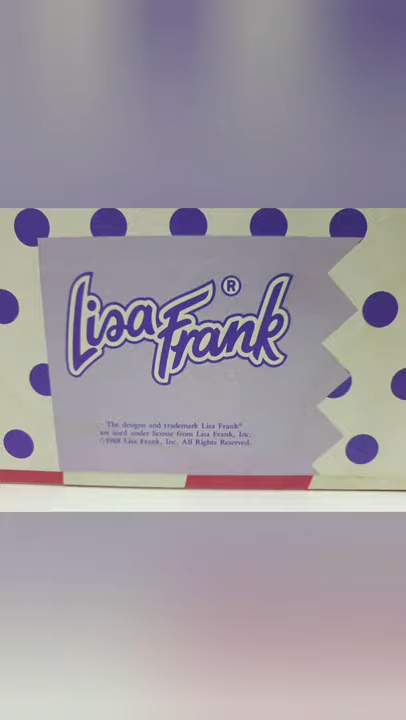 Lisa Frank®
The designs and trademark Lisa Frank®
are used under license from Lisa Frank, Inc.
©1988 Lisa Frank, Inc. All Rights Reserved.